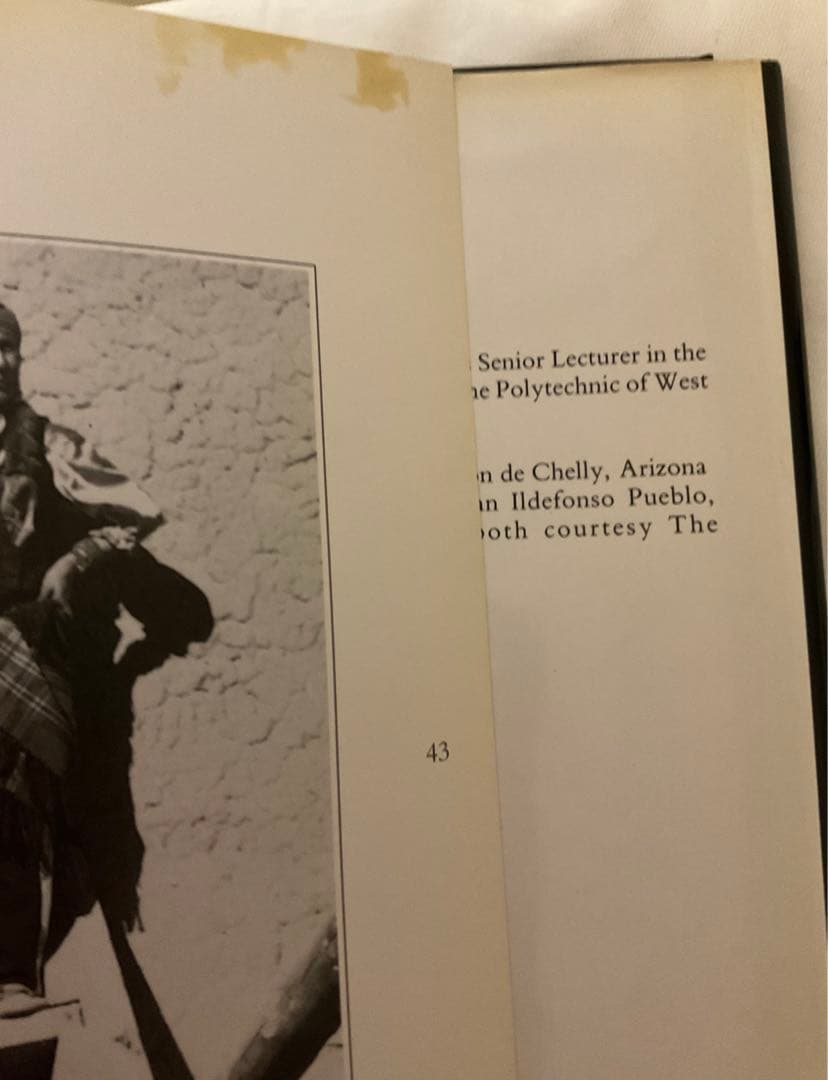 Senior Lecturer in the
Polytechnic of West
de Chelly, Arizona
Ildefonso Pueblo,
courtesy The
43